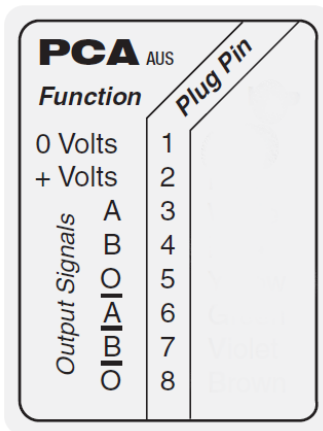 PCA AUS
Function Plug Pin
0 Volts 1
+ Volts 2
Output Signals
A 3
B 4
O 5
A̅ 6
B̅ 7 Violet
O̅ 8 Brown